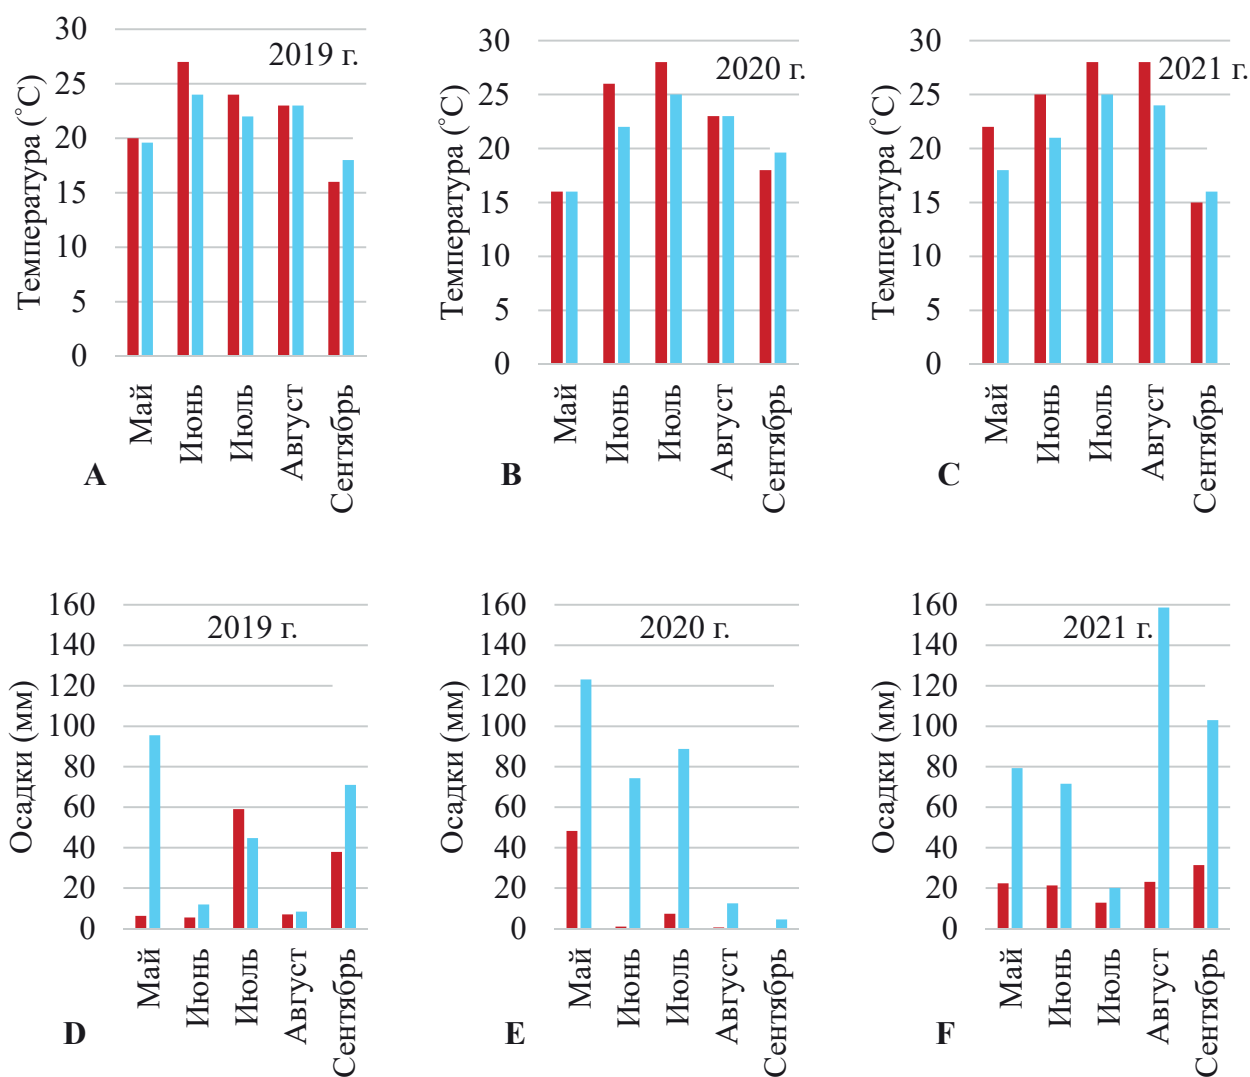 2019 г.
Температура (˚C)
30
25
20
15
10
5
0
Май
Июнь
Июль
Август
Сентябрь
A
2020 г.
Температура (˚C)
30
25
20
15
10
5
0
Май
Июнь
Июль
Август
Сентябрь
B
2021 г.
Температура (˚C)
30
25
20
15
10
5
0
Май
Июнь
Июль
Август
Сентябрь
C
2019 г.
Осадки (мм)
160
140
120
100
80
60
40
20
0
Май
Июнь
Июль
Август
Сентябрь
D
2020 г.
Осадки (мм)
160
140
120
100
80
60
40
20
0
Май
Июнь
Июль
Август
Сентябрь
E
2021 г.
Осадки (мм)
160
140
120
100
80
60
40
20
0
Май
Июнь
Июль
Август
Сентябрь
F